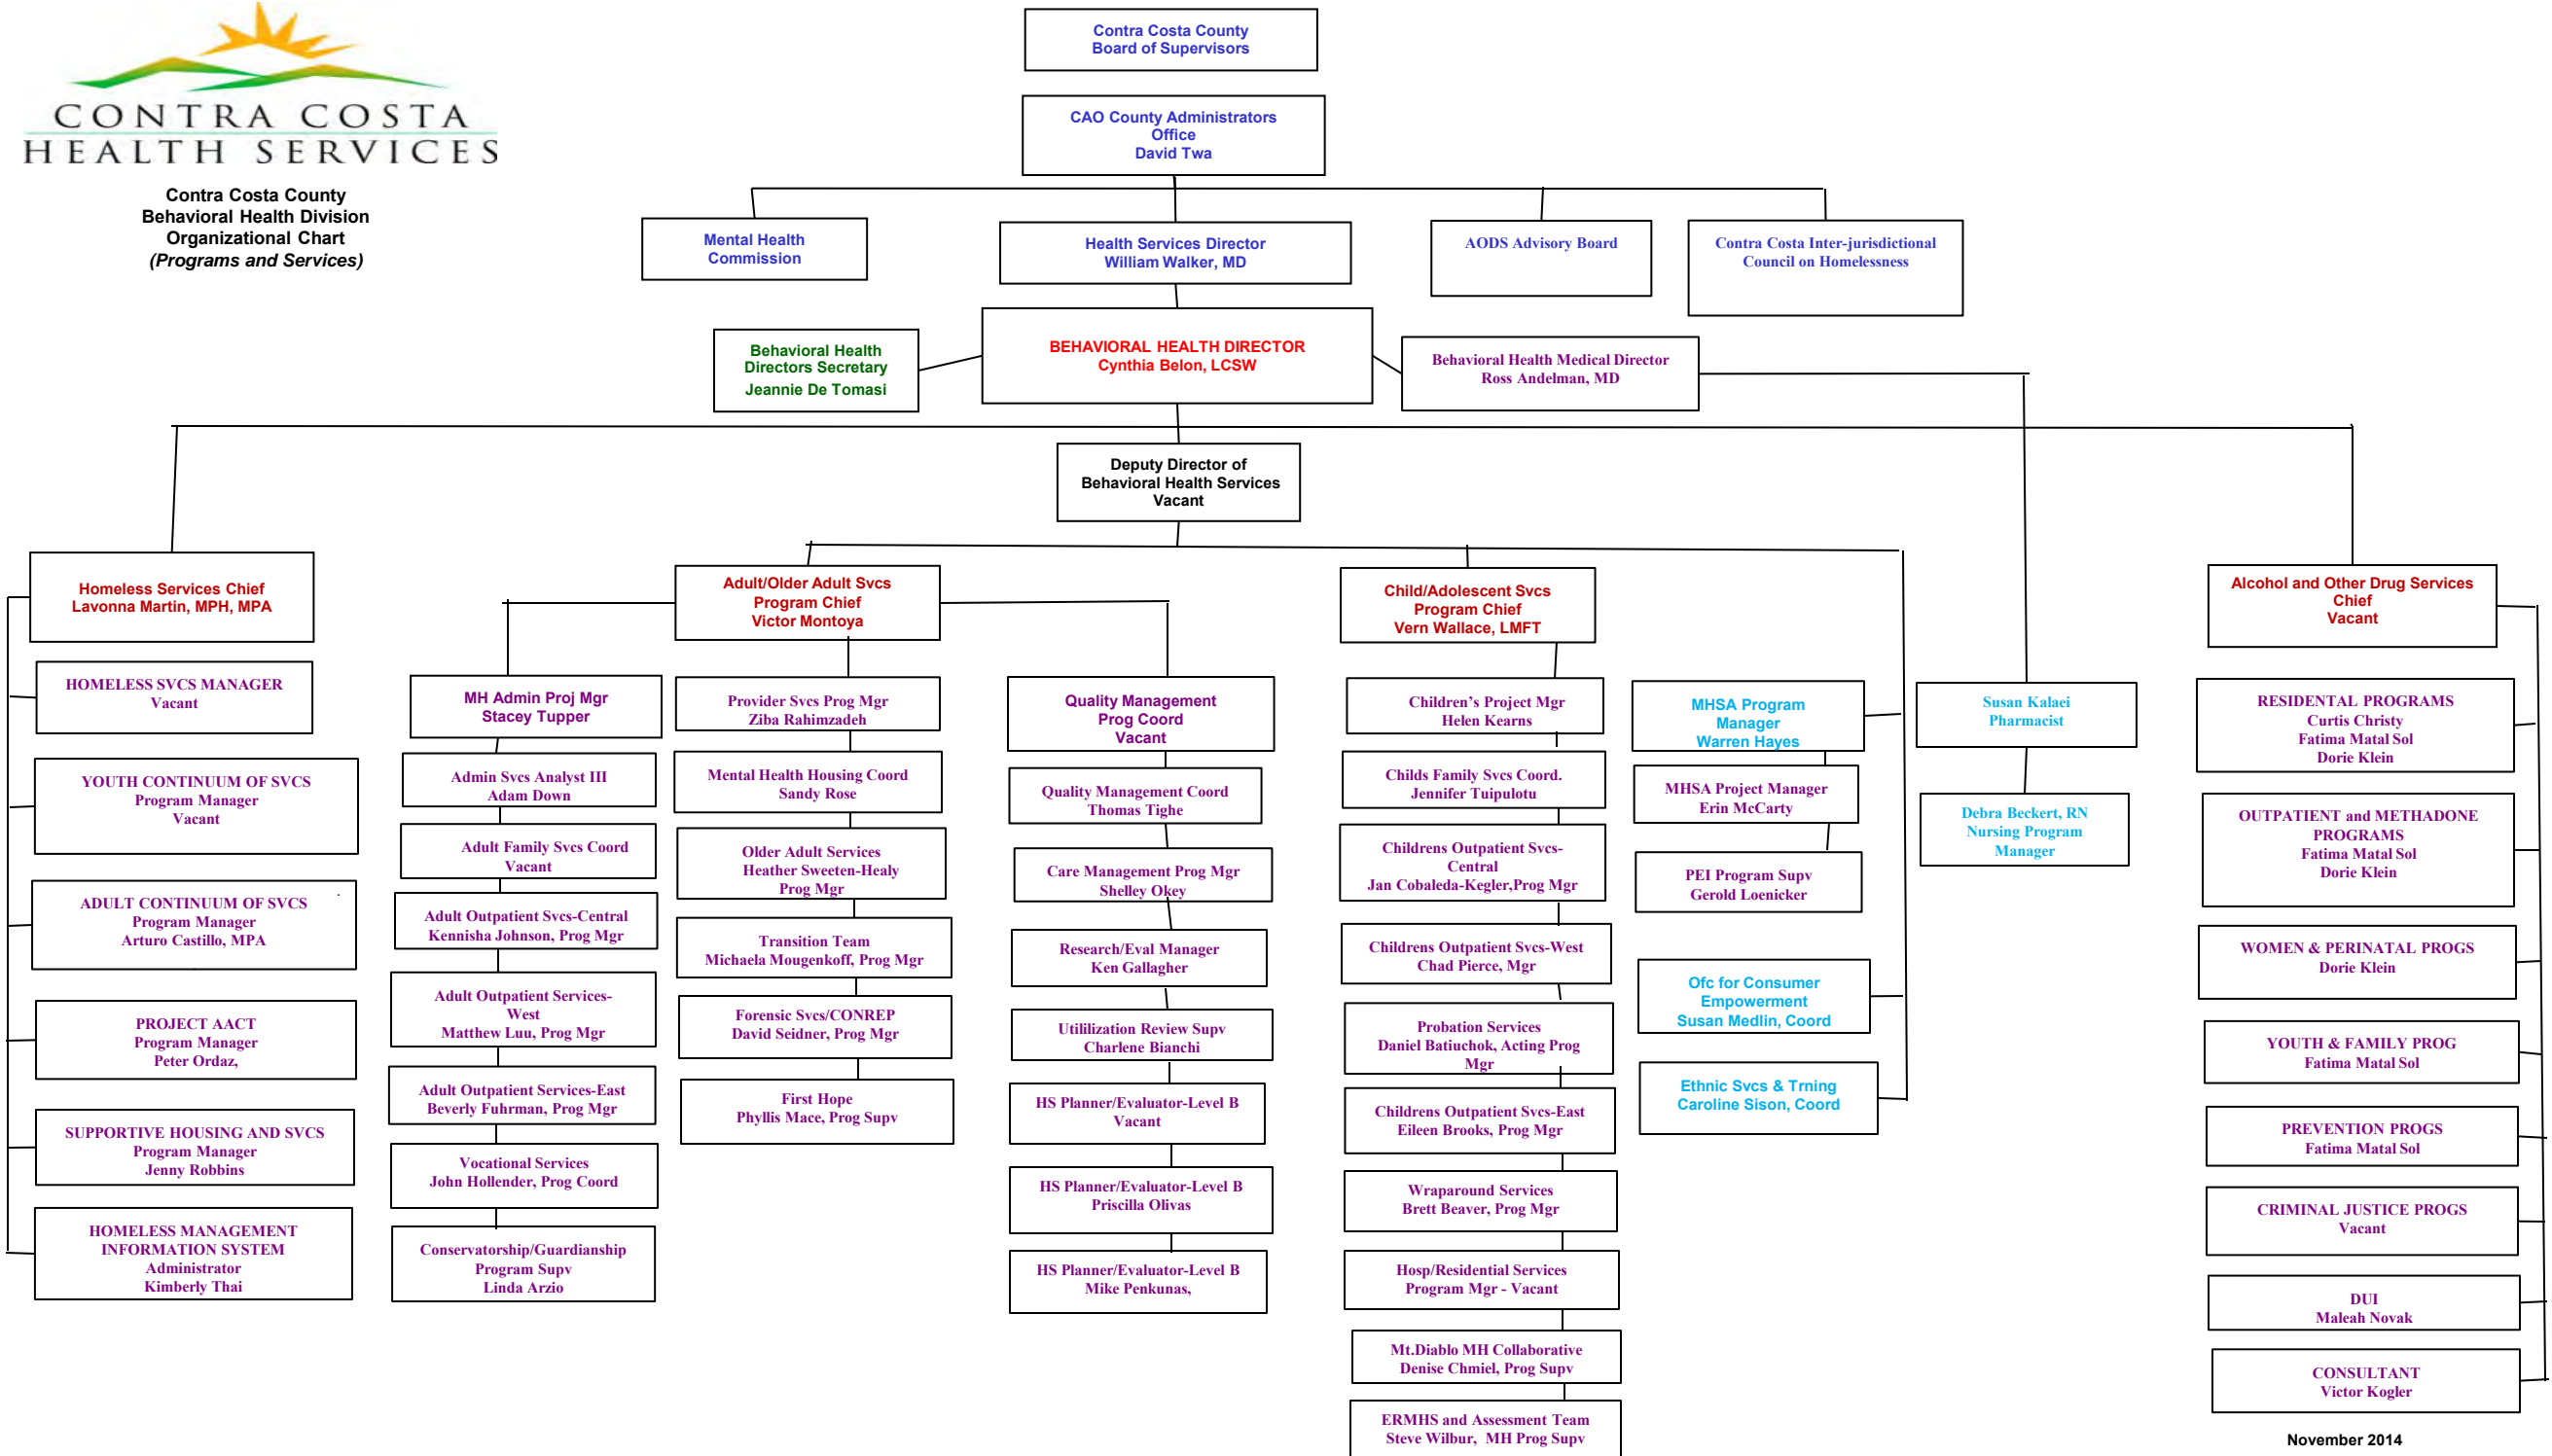 CONTRA COSTA
HEALTH SERVICES
Contra Costa County
Behavioral Health Division
Organizational Chart
(Programs and Services)
Contra Costa County
Board of Supervisors
CAO County Administrators
Office
David Twa
Mental Health
Commission
Health Services Director
William Walker, MD
AODS Advisory Board
Contra Costa Inter-jurisdictional
Council on Homelessness
Behavioral Health
Directors Secretary
Jeannie De Tomasi
BEHAVIORAL HEALTH DIRECTOR
Cynthia Belon, LCSW
Behavioral Health Medical Director
Ross Andelman, MD
Deputy Director of
Behavioral Health Services
Vacant
Homeless Services Chief
Lavonna Martin, MPH, MPA
HOMELESS SVCS MANAGER
Vacant
YOUTH CONTINUUM OF SVCS
Program Manager
Vacant
ADULT CONTINUUM OF SVCS
Program Manager
Arturo Castillo, MPA
PROJECT AACT
Program Manager
Peter Ordaz,
SUPPORTIVE HOUSING AND SVCS
Program Manager
Jenny Robbins
HOMELESS MANAGEMENT
INFORMATION SYSTEM
Administrator
Kimberly Thai
Adult/Older Adult Svcs
Program Chief
Victor Montoya
MH Admin Proj Mgr
Stacey Tupper
Admin Svcs Analyst III
Adam Down
Adult Family Svcs Coord
Vacant
Adult Outpatient Svcs-Central
Kennisha Johnson, Prog Mgr
Adult Outpatient Services-
West
Matthew Luu, Prog Mgr
Adult Outpatient Services-East
Beverly Fuhrman, Prog Mgr
Vocational Services
John Hollender, Prog Coord
Conservatorship/Guardianship
Program Supv
Linda Arzio
Provider Svcs Prog Mgr
Ziba Rahimzadeh
Mental Health Housing Coord
Sandy Rose
Older Adult Services
Heather Sweeten-Healy
Prog Mgr
Transition Team
Michaela Mougenkoff, Prog Mgr
Forensic Svcs/CONREP
David Seidner, Prog Mgr
First Hope
Phyllis Mace, Prog Supv
Quality Management
Prog Coord
Vacant
Quality Management Coord
Thomas Tighe
Care Management Prog Mgr
Shelley Okey
Research/Eval Manager
Ken Gallagher
Utililization Review Supv
Charlene Bianchi
HS Planner/Evaluator-Level B
Vacant
HS Planner/Evaluator-Level B
Priscilla Olivas
HS Planner/Evaluator-Level B
Mike Penkunas,
Child/Adolescent Svcs
Program Chief
Vern Wallace, LMFT
Children’s Project Mgr
Helen Kearns
Childs Family Svcs Coord.
Jennifer Tuipulotu
Childrens Outpatient Svcs-
Central
Jan Cobaleda-Kegler,Prog Mgr
Childrens Outpatient Svcs-West
Chad Pierce, Mgr
Probation Services
Daniel Batiuchok, Acting Prog
Mgr
Childrens Outpatient Svcs-East
Eileen Brooks, Prog Mgr
Wraparound Services
Brett Beaver, Prog Mgr
Hosp/Residential Services
Program Mgr - Vacant
Mt.Diablo MH Collaborative
Denise Chmiel, Prog Supv
ERMHS and Assessment Team
Steve Wilbur, MH Prog Supv
MHSA Program
Manager
Warren Hayes
MHSA Project Manager
Erin McCarty
PEI Program Supv
Gerold Loenicker
Ofc for Consumer
Empowerment
Susan Medlin, Coord
Ethnic Svcs & Trning
Caroline Sison, Coord
Susan Kalaei
Pharmacist
Debra Beckert, RN
Nursing Program
Manager
Alcohol and Other Drug Services
Chief
Vacant
RESIDENTAL PROGRAMS
Curtis Christy
Fatima Matal Sol
Dorie Klein
OUTPATIENT and METHADONE
PROGRAMS
Fatima Matal Sol
Dorie Klein
WOMEN & PERINATAL PROGS
Dorie Klein
YOUTH & FAMILY PROG
Fatima Matal Sol
PREVENTION PROGS
Fatima Matal Sol
CRIMINAL JUSTICE PROGS
Vacant
DUI
Maleah Novak
CONSULTANT
Victor Kogler
November 2014